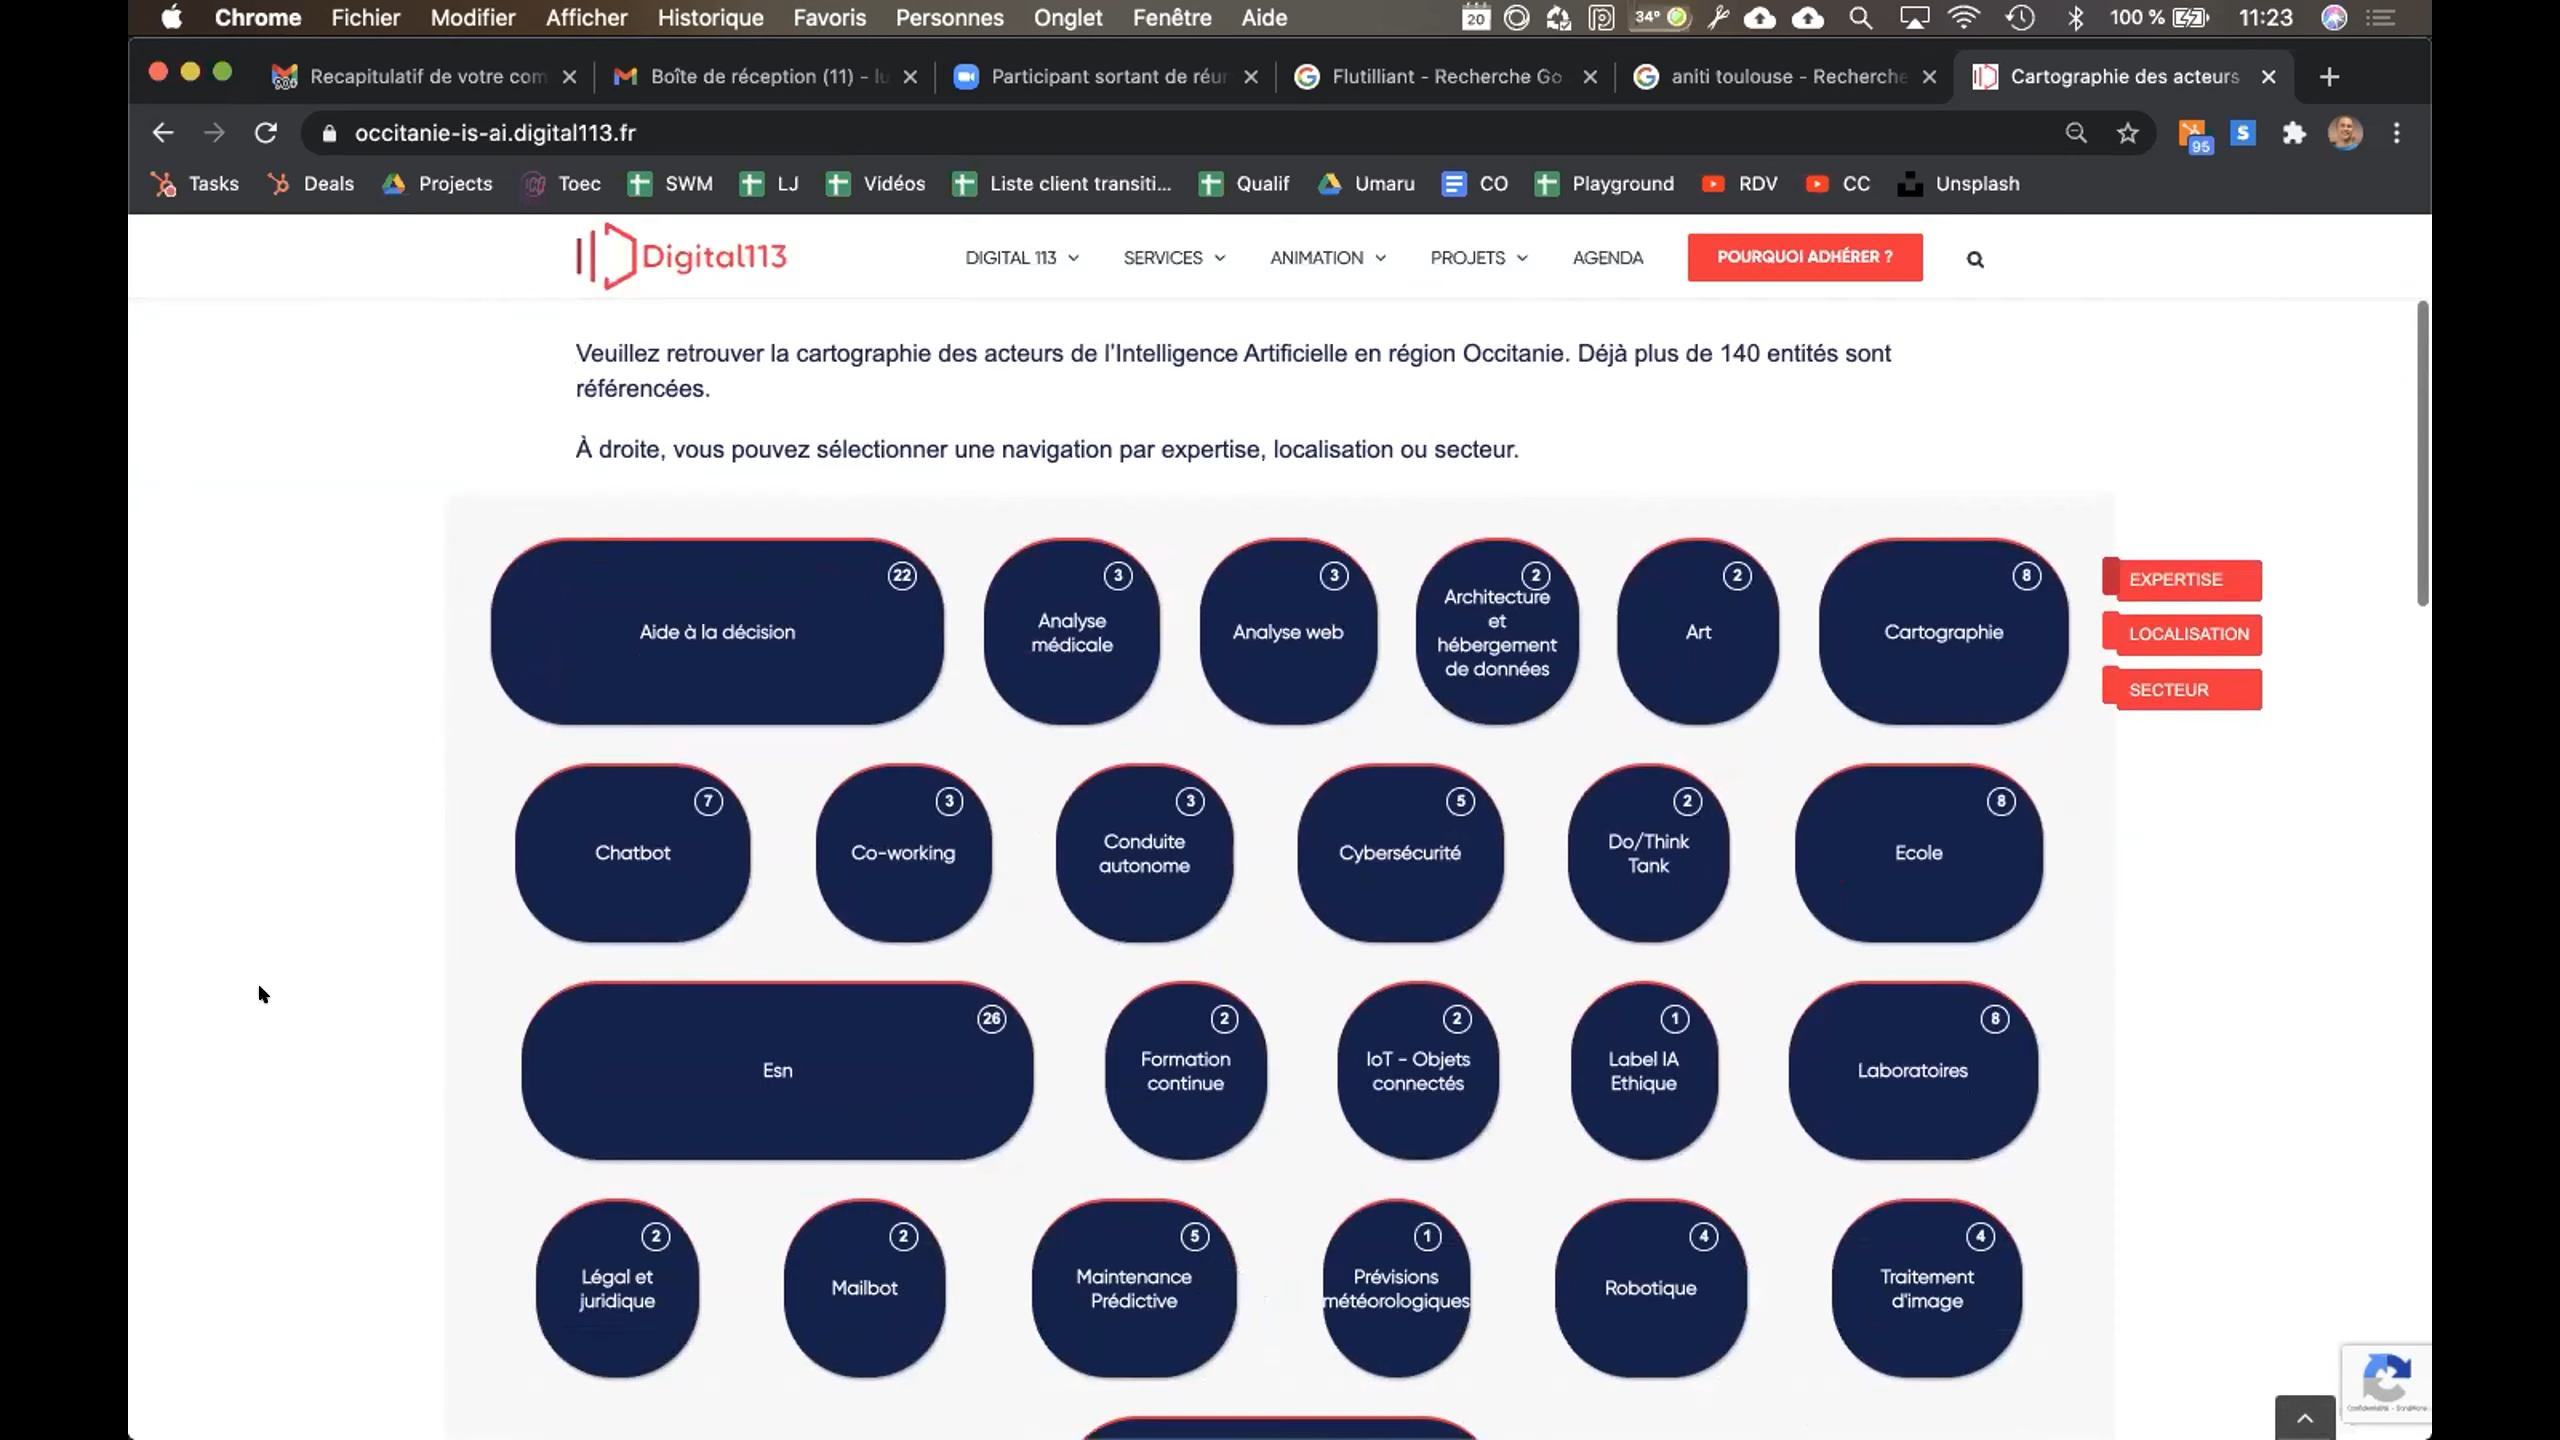 Chrome Fichier Modifier Afficher Historique Favoris Personnes Onglet Fenêtre Aide 20 34° 100 % 11:23
Recapitulatif de votre com Boîte de réception (11) - lu Participant sortant de réur Flutilliant - Recherche Go aniti toulouse - Recherche Cartographie des acteurs
occitanie-is-ai.digital113.fr 95 S
Tasks Deals Projects Toec SWM LJ Vidéos Liste client transiti... Qualif Umaru CO Playground RDV CC Unsplash
Digital113 DIGITAL 113 SERVICES ANIMATION PROJETS AGENDA POURQUOI ADHÉRER ?
Veuillez retrouver la cartographie des acteurs de l'Intelligence Artificielle en région Occitanie. Déjà plus de 140 entités sont
référencées.
À droite, vous pouvez sélectionner une navigation par expertise, localisation ou secteur.
22
Aide à la décision
3
Analyse
médicale
3
Analyse web
2
Architecture
et
hébergement
de données
2
Art
8
Cartographie
EXPERTISE
LOCALISATION
SECTEUR
7
Chatbot
3
Co-working
3
Conduite
autonome
5
Cybersécurité
2
Do/Think
Tank
8
Ecole
26
Esn
2
Formation
continue
2
IoT - Objets
connectés
1
Label IA
Ethique
8
Laboratoires
2
Légal et
juridique
2
Mailbot
5
Maintenance
Prédictive
1
Prévisions
météorologiques
4
Robotique
4
Traitement
d'image